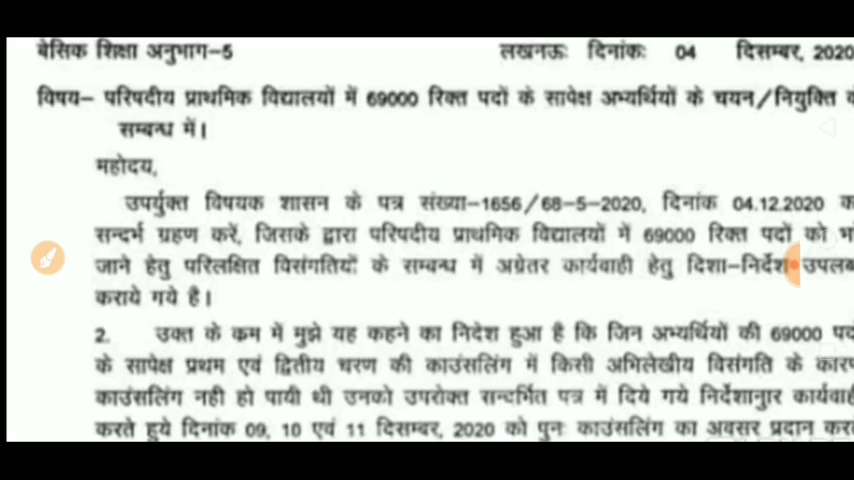 बेसिक शिक्षा अनुभाग-5 लखनऊः दिनांकः 04 दिसम्बर, 2020
विषय- परिषदीय प्राथमिक विद्यालयों में 69000 रिक्त पदों के सापेक्ष अभ्यर्थियों के चयन/नियुक्ति
सम्बन्ध में।
महोदय,
उपर्युक्त विषयक शासन के पत्र संख्या-1656/68-5-2020, दिनांक 04.12.2020
सन्दर्भ ग्रहण करें, जिसके द्वारा परिषदीय प्राथमिक विद्यालयों में 69000 रिक्त पदों को
जाने हेतु परिलक्षित विसंगतियों के सम्बन्ध में अग्रेतर कार्यवाही हेतु दिशा-निर्देश
कराये गये है।
2. उक्त के कम में मुझे यह कहने का निदेश हुआ है कि जिन अभ्यर्थियों की 69000
के सापेक्ष प्रथम एवं द्वितीय चरण की काउंसलिंग में किसी अभिलेखीय विसंगति के
काउंसलिंग नही हो पायी थी उनको उपरोक्त सन्दर्भित पत्र में दिये गये निर्देशानुार
करते हुये दिनांक 09, 10 एवं 11 दिसम्बर, 2020 को पुनः काउंसलिंग का अवसर प्रदान